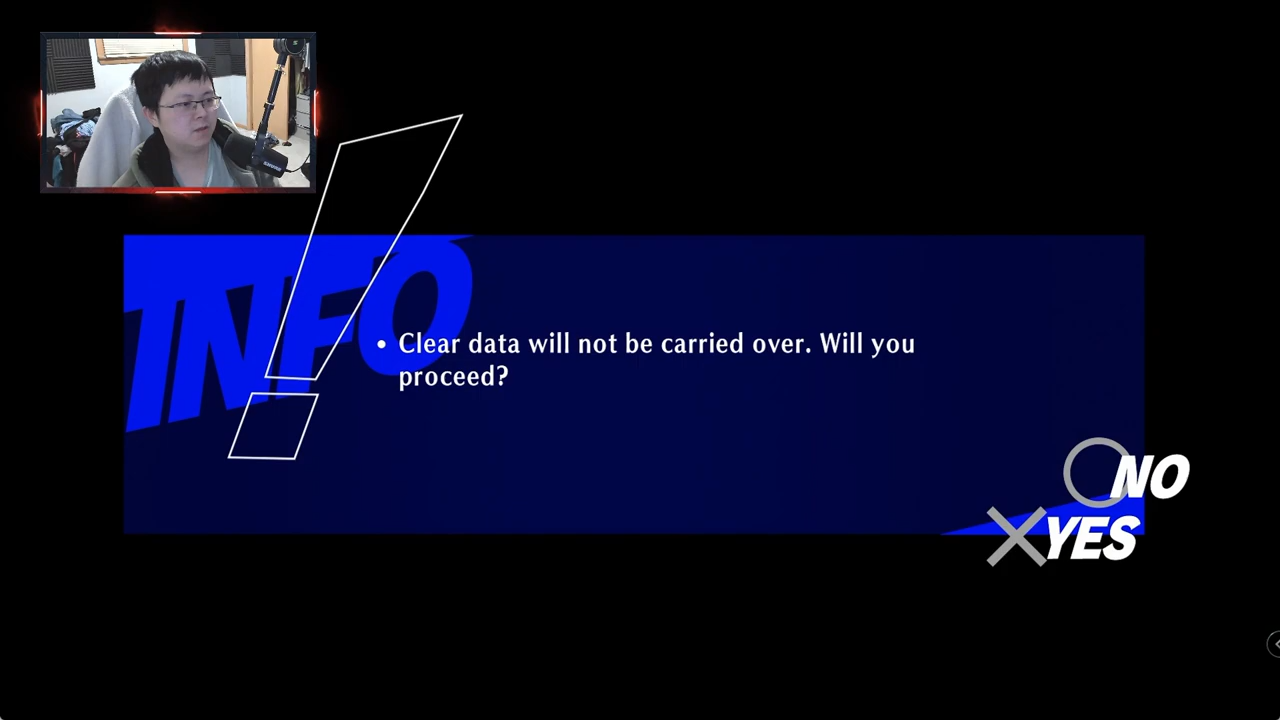 INFO
• Clear data will not be carried over. Will you
proceed?
NO
YES